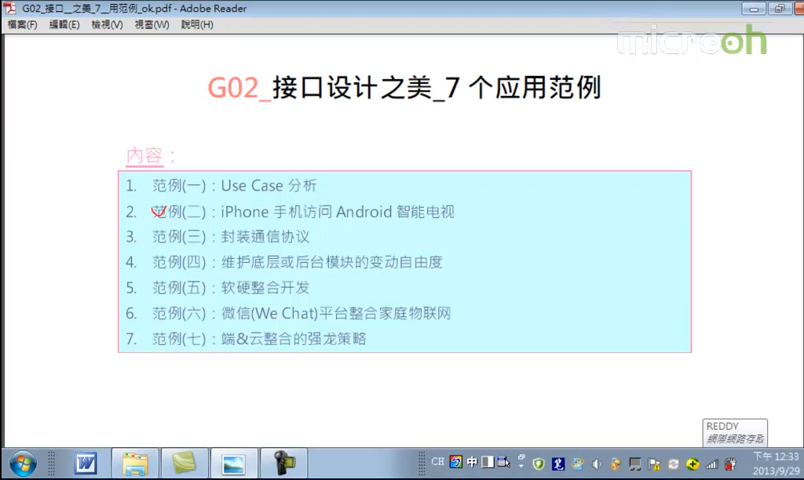 G02_接口__之美_7__用范例_ok.pdf - Adobe Reader
檔案(F) 編輯(E) 檢視(V) 視窗(W) 說明(H)
microoh
G02_接口设计之美_7 个应用范例
內容：
1. 范例(一)：Use Case 分析
2. 范例(二)：iPhone 手机访问 Android 智能电视
3. 范例(三)：封装通信协议
4. 范例(四)：维护底层或后台模块的变动自由度
5. 范例(五)：软硬整合开发
6. 范例(六)：微信(We Chat)平台整合家庭物联网
7. 范例(七)：端&云整合的强龙策略
REDDY
網際網路存取
CH 中
下午 12:33
2013/9/29